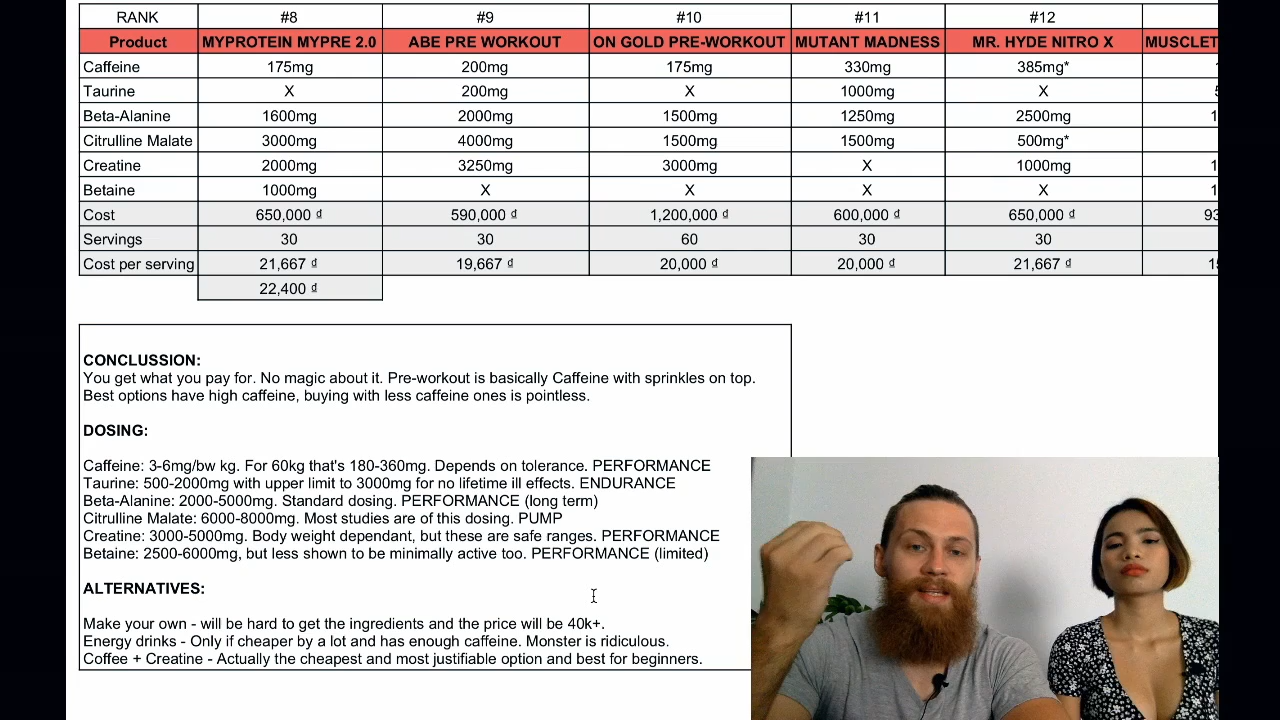 RANK #8 #9 #10 #11 #12
Product MYPROTEIN MYPRE 2.0 ABE PRE WORKOUT ON GOLD PRE-WORKOUT MUTANT MADNESS MR. HYDE NITRO X MUSCLET
Caffeine 175mg 200mg 175mg 330mg 385mg*
Taurine X 200mg X 1000mg X
Beta-Alanine 1600mg 2000mg 1500mg 1250mg 2500mg
Citrulline Malate 3000mg 4000mg 1500mg 1500mg 500mg*
Creatine 2000mg 3250mg 3000mg X 1000mg
Betaine 1000mg X X X X
Cost 650,000 ₫ 590,000 ₫ 1,200,000 ₫ 600,000 ₫ 650,000 ₫ 93
Servings 30 30 60 30 30
Cost per serving 21,667 ₫ 19,667 ₫ 20,000 ₫ 20,000 ₫ 21,667 ₫
22,400 ₫
CONCLUSSION:
You get what you pay for. No magic about it. Pre-workout is basically Caffeine with sprinkles on top.
Best options have high caffeine, buying with less caffeine ones is pointless.
DOSING:
Caffeine: 3-6mg/bw kg. For 60kg that's 180-360mg. Depends on tolerance. PERFORMANCE
Taurine: 500-2000mg with upper limit to 3000mg for no lifetime ill effects. ENDURANCE
Beta-Alanine: 2000-5000mg. Standard dosing. PERFORMANCE (long term)
Citrulline Malate: 6000-8000mg. Most studies are of this dosing. PUMP
Creatine: 3000-5000mg. Body weight dependant, but these are safe ranges. PERFORMANCE
Betaine: 2500-6000mg, but less shown to be minimally active too. PERFORMANCE (limited)
ALTERNATIVES:
Make your own - will be hard to get the ingredients and the price will be 40k+.
Energy drinks - Only if cheaper by a lot and has enough caffeine. Monster is ridiculous.
Coffee + Creatine - Actually the cheapest and most justifiable option and best for beginners.